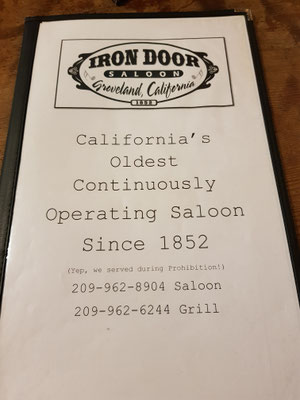 IRON DOOR
SALOON
Groveland, California
1852
California's
Oldest
Continuously
Operating Saloon
Since 1852
(Yep, we served during Prohibition!)
209-962-8904 Saloon
209-962-6244 Grill